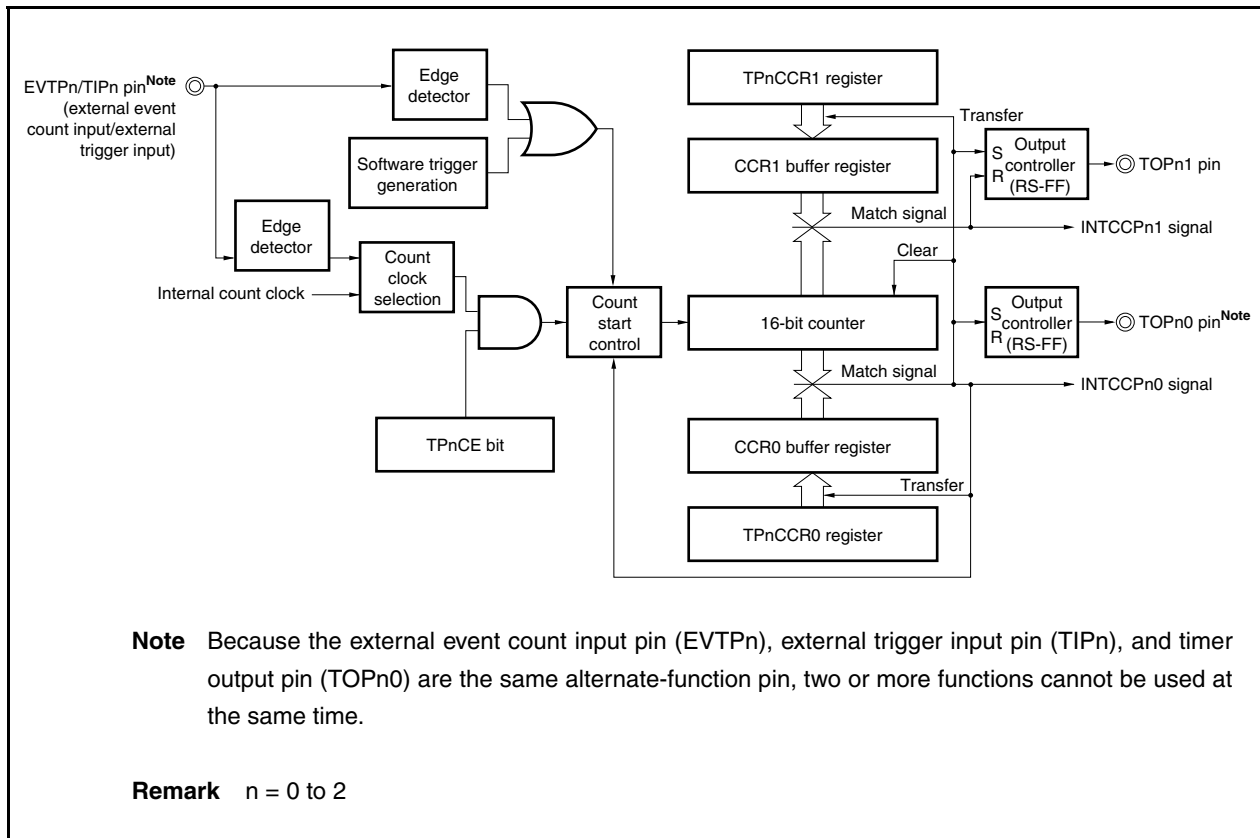 EVTPn/TIPn pin Note
(external event
count input/external
trigger input)
Edge
detector
Software trigger
generation
Edge
detector
Count
clock
selection
Internal count clock
TPnCE bit
Count
start
control
TPnCCR1 register
Transfer
CCR1 buffer register
Match signal
Clear
16-bit counter
Match signal
CCR0 buffer register
Transfer
TPnCCR0 register
S
R
Output
controller
(RS-FF)
TOPn1 pin
INTCCPn1 signal
S
R
Output
controller
(RS-FF)
TOPn0 pin Note
INTCCPn0 signal
Note Because the external event count input pin (EVTPn), external trigger input pin (TIPn), and timer
output pin (TOPn0) are the same alternate-function pin, two or more functions cannot be used at
the same time.
Remark n = 0 to 2